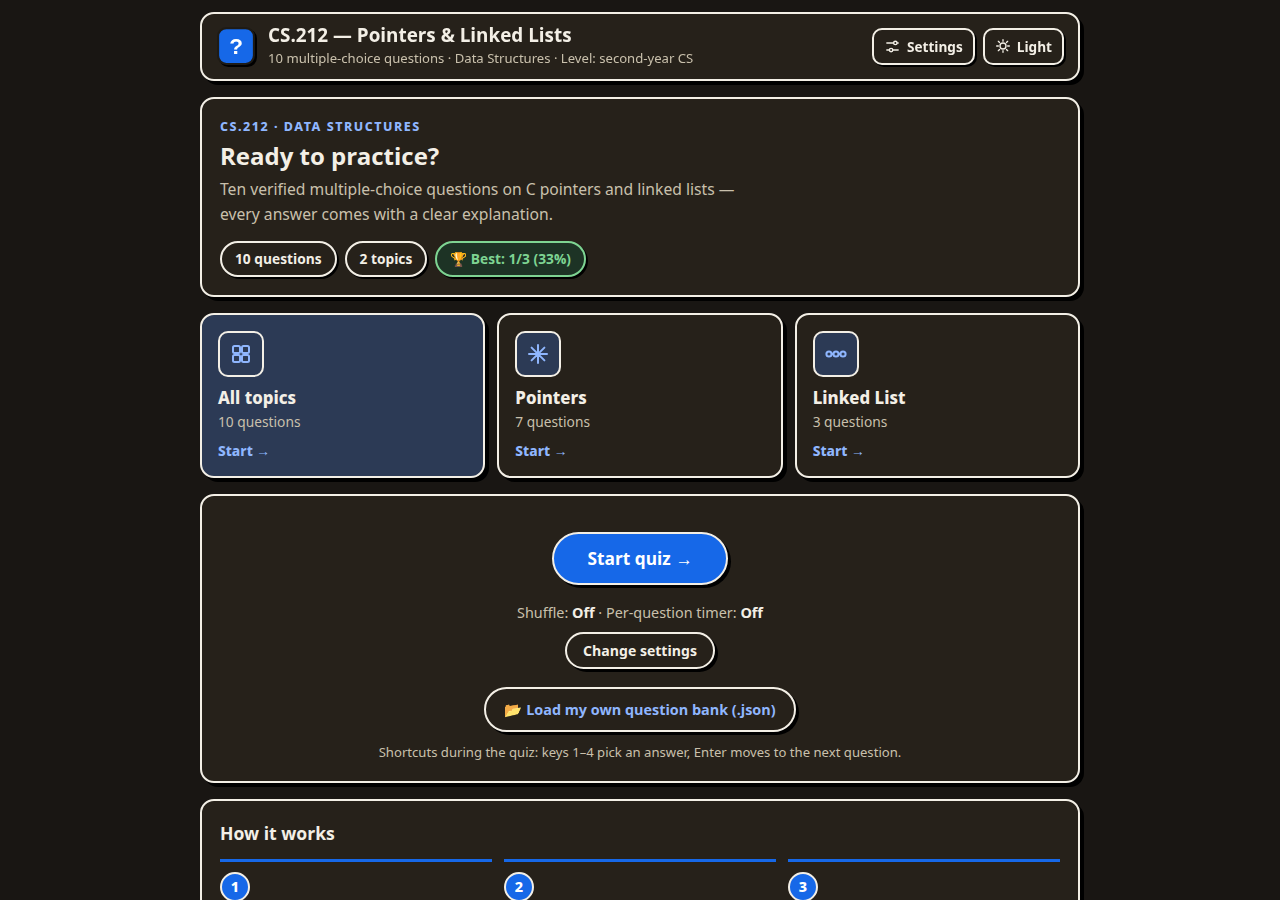 ?
CS.212 — Pointers & Linked Lists
10 multiple-choice questions · Data Structures · Level: second-year CS
Settings
Light
CS.212 · DATA STRUCTURES
Ready to practice?
Ten verified multiple-choice questions on C pointers and linked lists —
every answer comes with a clear explanation.
10 questions
2 topics
🏆 Best: 1/3 (33%)
All topics
10 questions
Start →
Pointers
7 questions
Start →
Linked List
3 questions
Start →
Start quiz →
Shuffle: Off · Per-question timer: Off
Change settings
📂 Load my own question bank (.json)
Shortcuts during the quiz: keys 1–4 pick an answer, Enter moves to the next question.
How it works
1
2
3